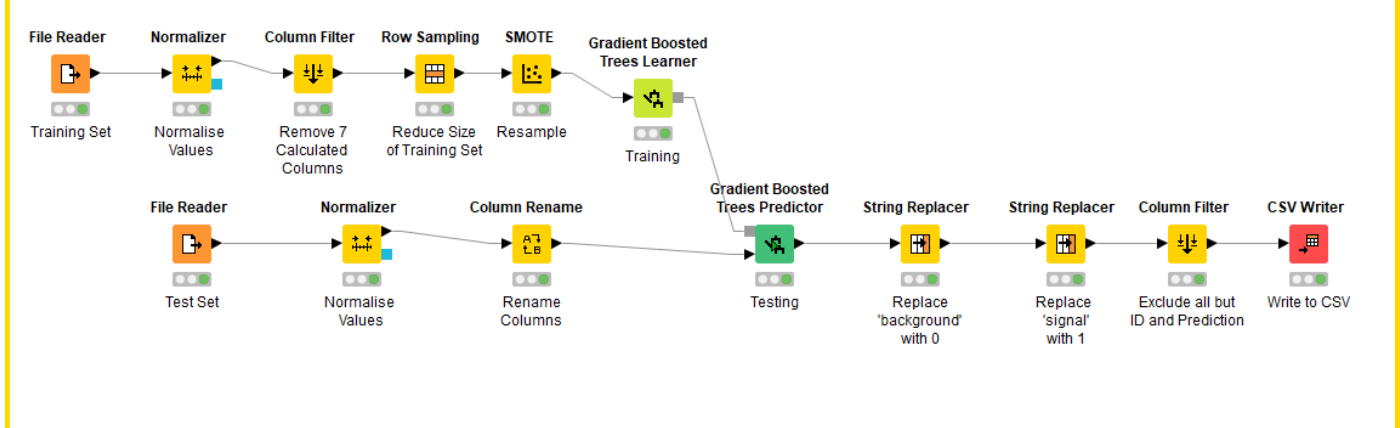 File Reader
Normalizer
Column Filter
Row Sampling
SMOTE
Gradient Boosted
Trees Learner
Training Set
Normalise
Values
Remove 7
Calculated
Columns
Reduce Size
of Training Set
Resample
Training
File Reader
Normalizer
Column Rename
Gradient Boosted
Trees Predictor
String Replacer
String Replacer
Column Filter
CSV Writer
Test Set
Normalise
Values
Rename
Columns
Testing
Replace
'background'
with 0
Replace
'signal'
with 1
Exclude all but
ID and Prediction
Write to CSV